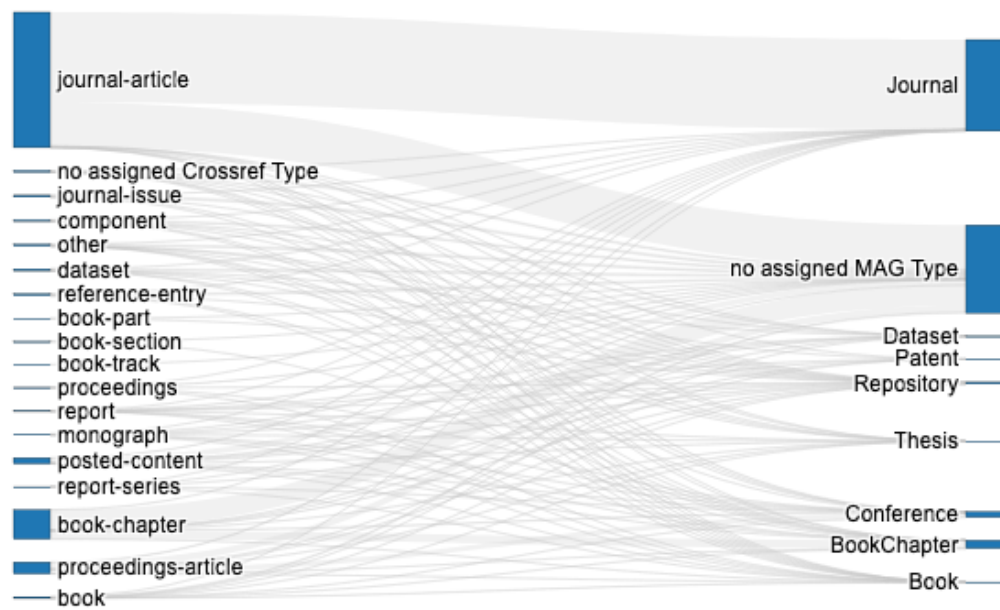 journal-article
no assigned Crossref Type
journal-issue
component
other
dataset
reference-entry
book-part
book-section
book-track
proceedings
report
monograph
posted-content
report-series
book-chapter
proceedings-article
book
Journal
no assigned MAG Type
Dataset
Patent
Repository
Thesis
Conference
BookChapter
Book